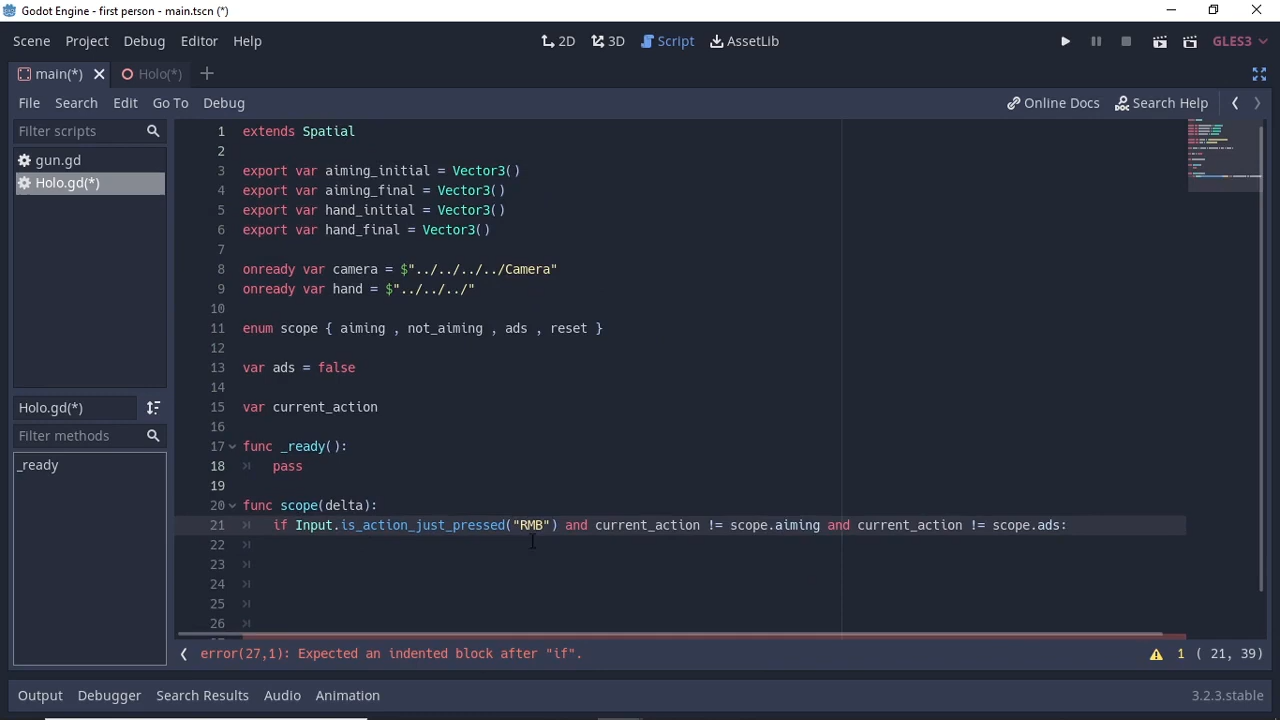 Godot Engine - first person - main.tscn (*)
Scene Project Debug Editor Help 2D 3D Script AssetLib GLES3
main(*) Holo(*)
File Search Edit Go To Debug Online Docs Search Help
Filter scripts
gun.gd
Holo.gd(*)
Holo.gd(*)
Filter methods
_ready
1 extends Spatial
2
3 export var aiming_initial = Vector3()
4 export var aiming_final = Vector3()
5 export var hand_initial = Vector3()
6 export var hand_final = Vector3()
7
8 onready var camera = $"../../../../Camera"
9 onready var hand = $"../../../"
10
11 enum scope { aiming , not_aiming , ads , reset }
12
13 var ads = false
14
15 var current_action
16
17 func _ready():
18 pass
19
20 func scope(delta):
21 if Input.is_action_just_pressed("RMB") and current_action != scope.aiming and current_action != scope.ads:
22
23
24
25
26
error(27,1): Expected an indented block after "if". 1 ( 21, 39)
Output Debugger Search Results Audio Animation 3.2.3.stable